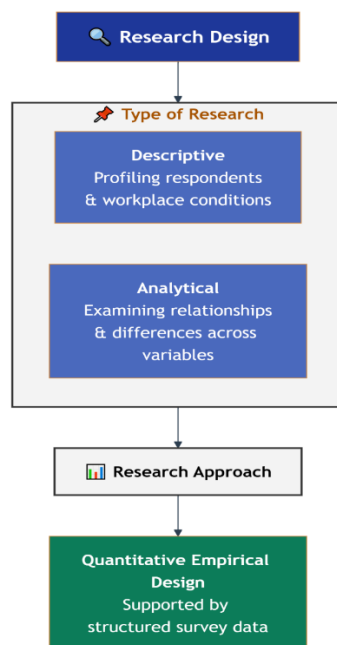 🔍 Research Design
📌 Type of Research
Descriptive
Profiling respondents
& workplace conditions
Analytical
Examining relationships
& differences across
variables
📊 Research Approach
Quantitative Empirical
Design
Supported by
structured survey data